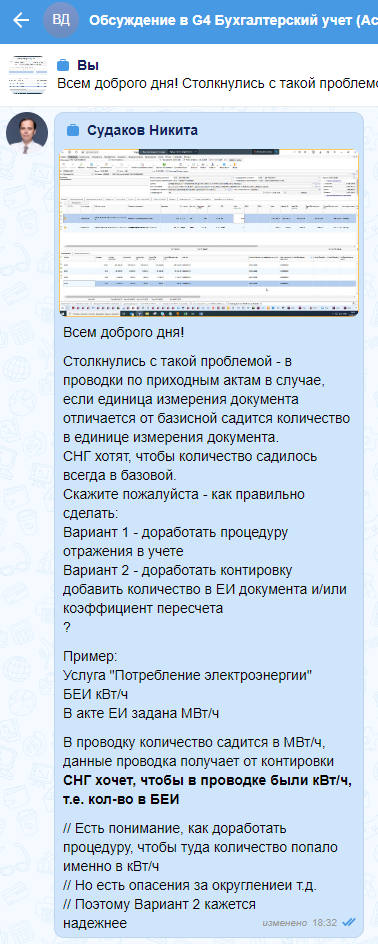 ВД
Обсуждение в G4 Бухгалтерский учет (Ас
Вы
Всем доброго дня! Столкнулись с такой проблемо
Судаков Никита
Всем доброго дня!
Столкнулись с такой проблемой - в
проводки по приходным актам в случае,
если единица измерения документа
отличается от базисной садится количество
в единице измерения документа.
СНГ хотят, чтобы количество садилось
всегда в базовой.
Скажите пожалуйста - как правильно
сделать:
Вариант 1 - доработать процедуру
отражения в учете
Вариант 2 - доработать контировку
добавить количество в ЕИ документа и/или
коэффициент пересчета
?
Пример:
Услуга "Потребление электроэнергии"
БЕИ кВт/ч
В акте ЕИ задана МВт/ч
В проводку количество садится в МВт/ч,
данные проводка получает от контировки
СНГ хочет, чтобы в проводке были кВт/ч,
т.е. кол-во в БЕИ
// Есть понимание, как доработать
процедуру, чтобы туда количество попало
именно в кВт/ч
// Но есть опасения за округлениеи т.д.
// Поэтому Вариант 2 кажется
надежнее
изменено 18:32